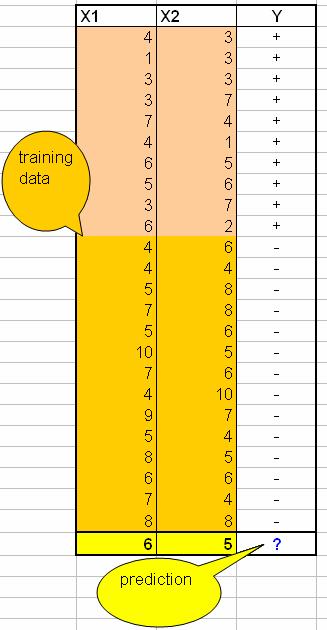 X1 X2 Y
4 3 +
1 3 +
3 3 +
3 7 +
7 4 +
4 1 +
6 5 +
5 6 +
3 7 +
6 2 +
4 6 -
4 4 -
5 8 -
7 8 -
5 6 -
10 5 -
7 6 -
4 10 -
9 7 -
5 4 -
8 5 -
6 6 -
7 4 -
8 8 -
6 5 ?
training
data
prediction